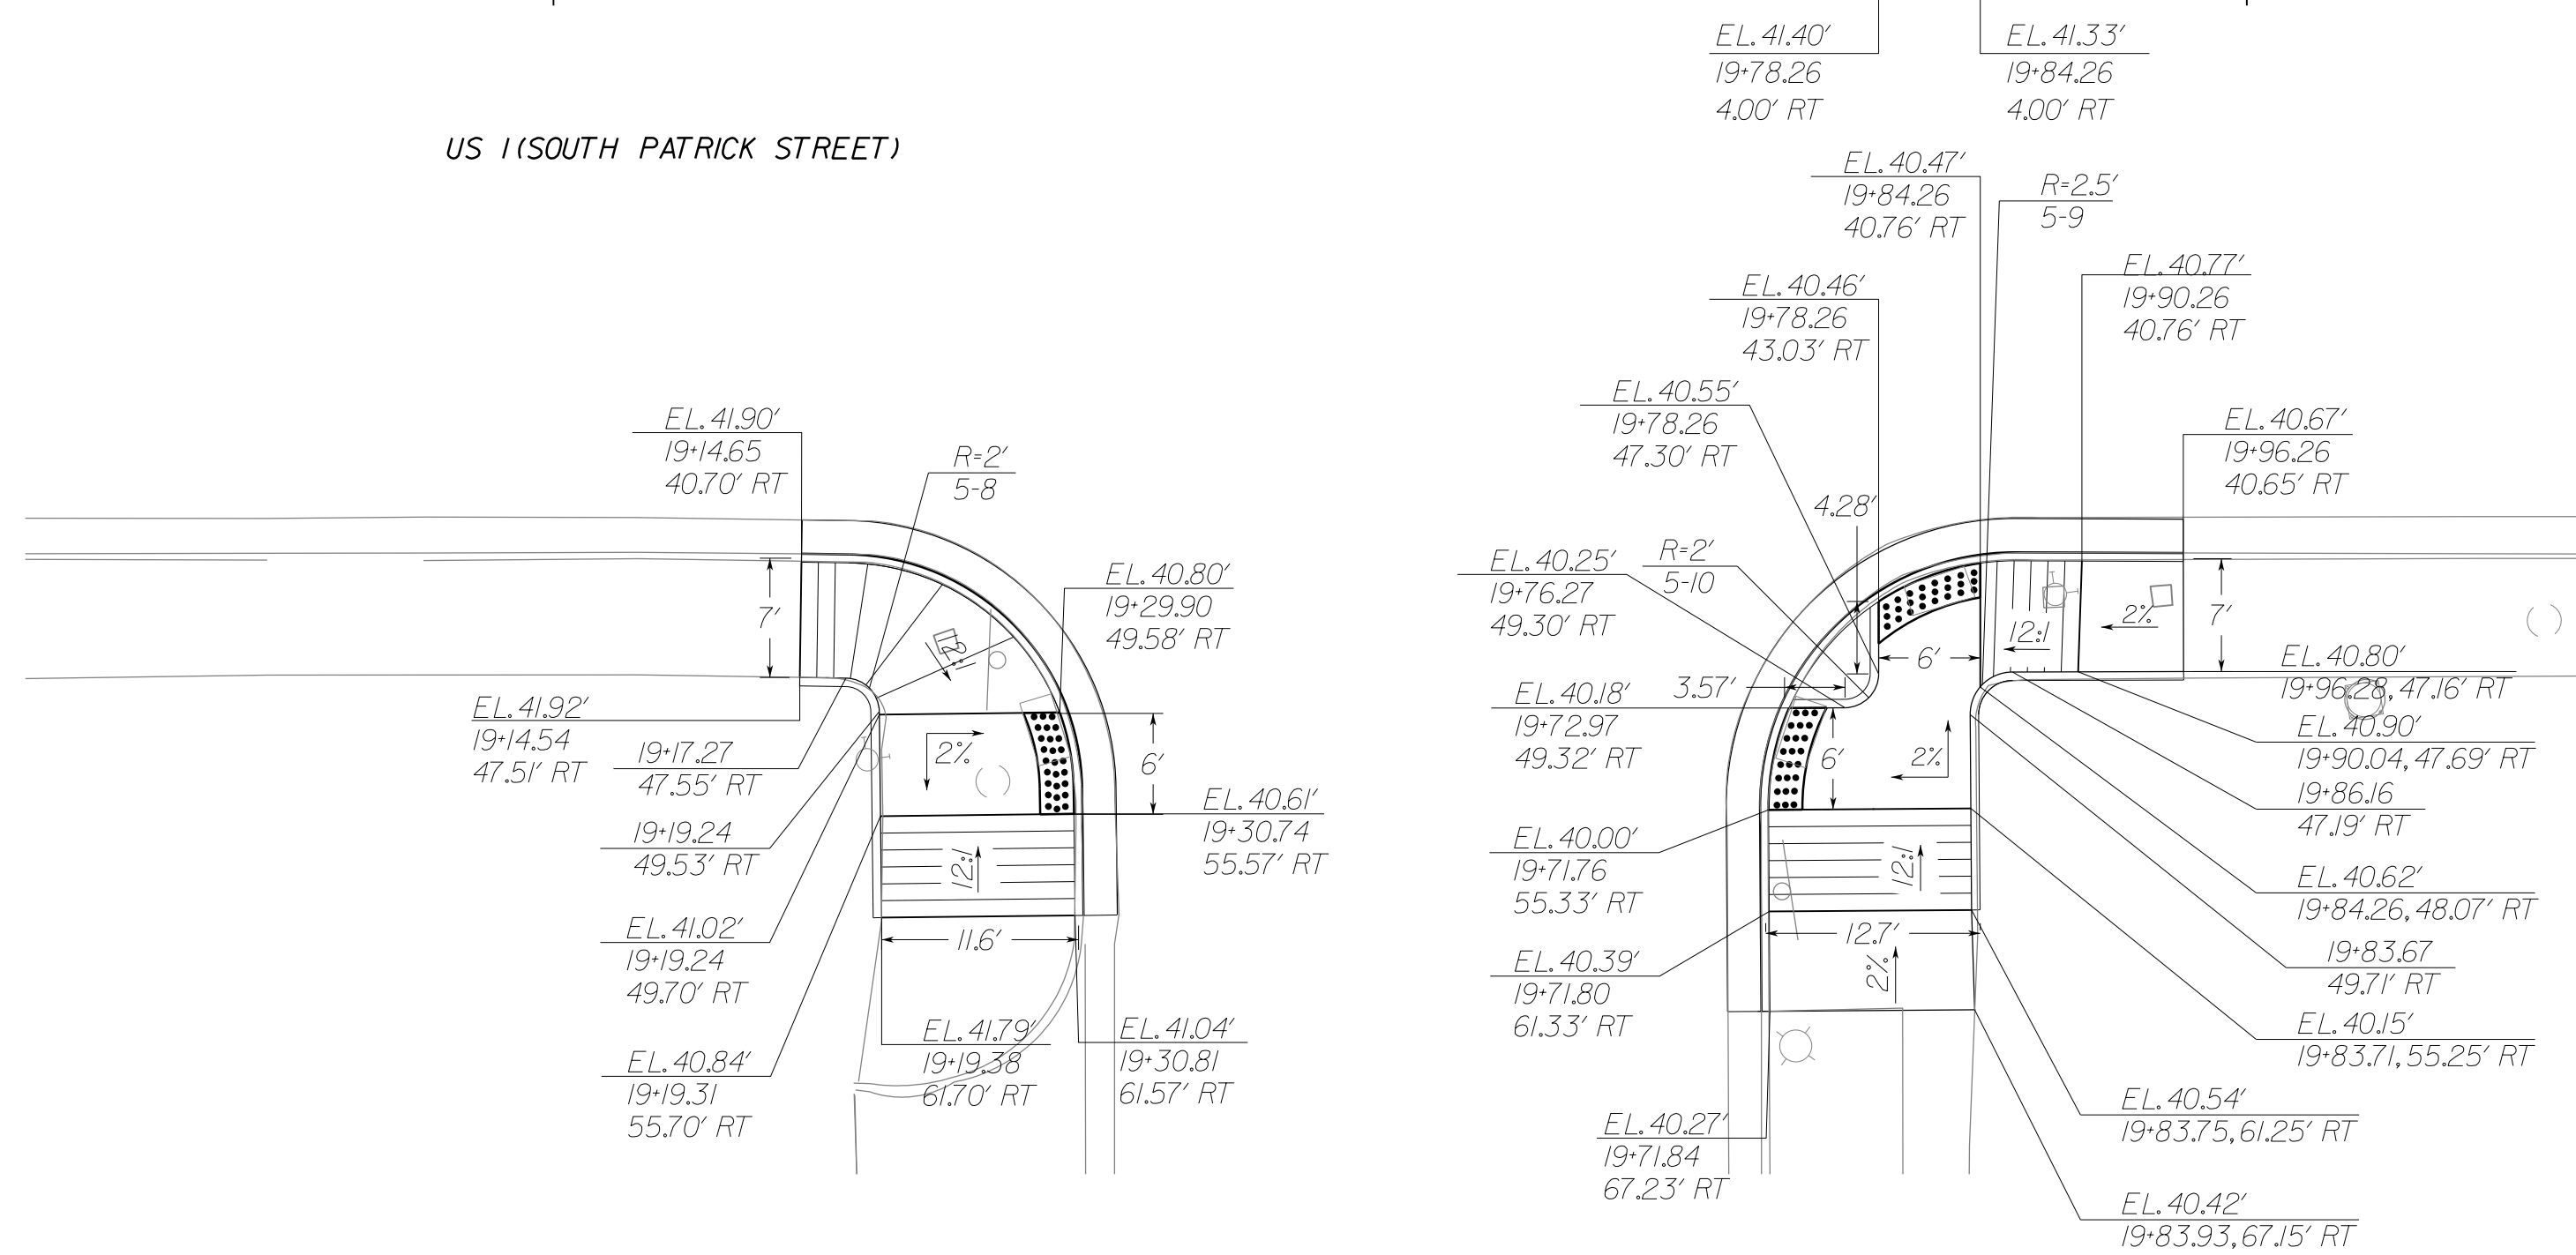 EL. 41.40'
19+78.26
4.00' RT
EL. 41.33'
19+84.26
4.00' RT
US 1 (SOUTH PATRICK STREET)
EL. 40.47'
19+84.26
40.76' RT
R=2.5'
5-9
EL. 40.46'
19+78.26
43.03' RT
EL. 40.77'
19+90.26
40.76' RT
EL. 40.55'
19+78.26
47.30' RT
EL. 41.90'
19+14.65
40.70' RT
R=2'
5-8
EL. 40.67'
19+96.26
40.65' RT
4.28'
EL. 40.25'
19+76.27
49.30' RT
R=2'
5-10
EL. 40.80'
19+29.90
49.58' RT
7'
2%
6'
12:1
2%
7'
EL. 40.80'
19+96.28, 47.16' RT
EL. 41.92'
19+14.54
47.51' RT
19+17.27
47.55' RT
EL. 40.18'
19+72.97
49.32' RT
3.57'
EL. 40.90'
19+90.04, 47.69' RT
2%
6'
6'
2%
19+86.16
47.19' RT
EL. 40.61'
19+30.74
55.57' RT
19+19.24
49.53' RT
12:1
EL. 40.00'
19+71.76
55.33' RT
12:1
EL. 40.62'
19+84.26, 48.07' RT
EL. 41.02'
19+19.24
49.70' RT
11.6'
12.7'
19+83.67
49.71' RT
EL. 40.39'
19+71.80
61.33' RT
2%
EL. 40.15'
19+83.71, 55.25' RT
EL. 40.84'
19+19.31
55.70' RT
EL. 41.79'
19+19.38
61.70' RT
EL. 41.04'
19+30.81
61.57' RT
EL. 40.54'
19+83.75, 61.25' RT
EL. 40.27'
19+71.84
67.23' RT
EL. 40.42'
19+83.93, 67.15' RT